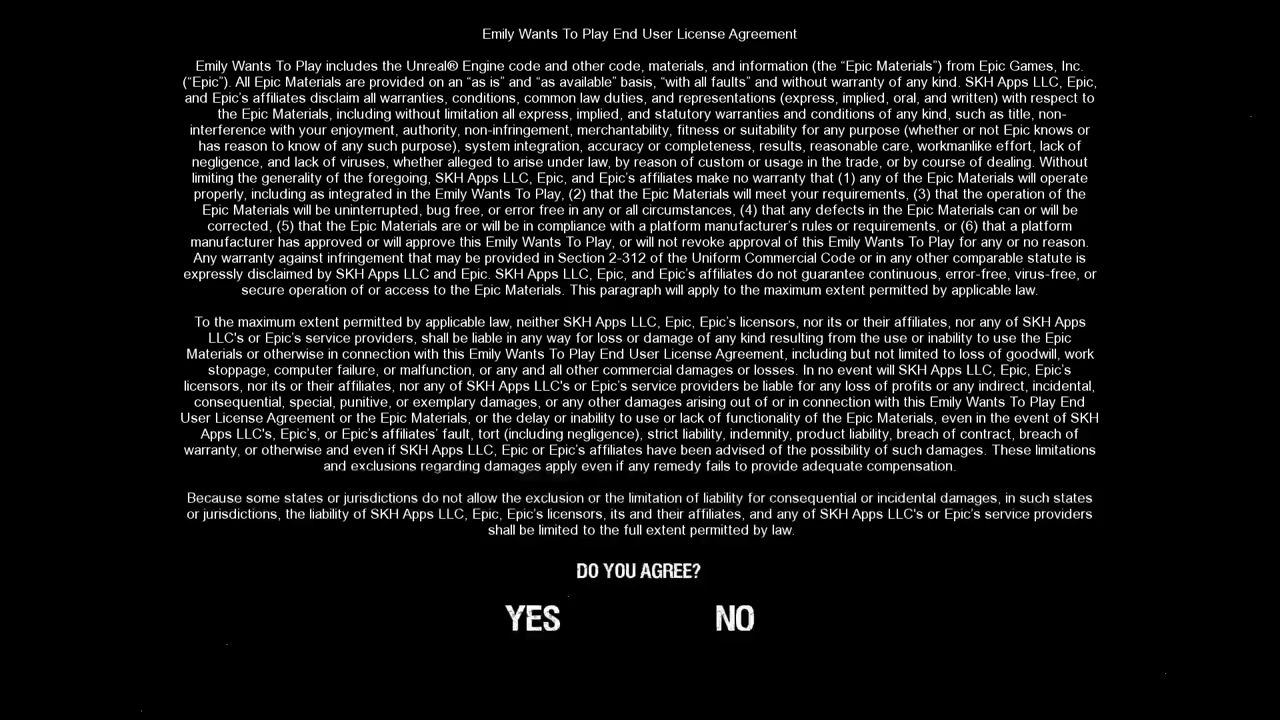 Emily Wants To Play End User License Agreement
Emily Wants To Play includes the Unreal® Engine code and other code, materials, and information (the “Epic Materials”) from Epic Games, Inc.
(“Epic”). All Epic Materials are provided on an “as is” and “as available” basis, “with all faults” and without warranty of any kind. SKH Apps LLC, Epic,
and Epic’s affiliates disclaim all warranties, conditions, common law duties, and representations (express, implied, oral, and written) with respect to
the Epic Materials, including without limitation all express, implied, and statutory warranties and conditions of any kind, such as title, non-
interference with your enjoyment, authority, non-infringement, merchantability, fitness or suitability for any purpose (whether or not Epic knows or
has reason to know of any such purpose), system integration, accuracy or completeness, results, reasonable care, workmanlike effort, lack of
negligence, and lack of viruses, whether alleged to arise under law, by reason of custom or usage in the trade, or by course of dealing. Without
limiting the generality of the foregoing, SKH Apps LLC, Epic, and Epic’s affiliates make no warranty that (1) any of the Epic Materials will operate
properly, including as integrated in the Emily Wants To Play, (2) that the Epic Materials will meet your requirements, (3) that the operation of the
Epic Materials will be uninterrupted, bug free, or error free in any or all circumstances, (4) that any defects in the Epic Materials can or will be
corrected, (5) that the Epic Materials are or will be in compliance with a platform manufacturer’s rules or requirements, or (6) that a platform
manufacturer has approved or will approve this Emily Wants To Play, or will not revoke approval of this Emily Wants To Play for any or no reason.
Any warranty against infringement that may be provided in Section 2-312 of the Uniform Commercial Code or in any other comparable statute is
expressly disclaimed by SKH Apps LLC and Epic. SKH Apps LLC, Epic, and Epic’s affiliates do not guarantee continuous, error-free, virus-free, or
secure operation of or access to the Epic Materials. This paragraph will apply to the maximum extent permitted by applicable law.
To the maximum extent permitted by applicable law, neither SKH Apps LLC, Epic, Epic’s licensors, nor its or their affiliates, nor any of SKH Apps
LLC's or Epic’s service providers, shall be liable in any way for loss or damage of any kind resulting from the use or inability to use the Epic
Materials or otherwise in connection with this Emily Wants To Play End User License Agreement, including but not limited to loss of goodwill, work
stoppage, computer failure, or malfunction, or any and all other commercial damages or losses. In no event will SKH Apps LLC, Epic, Epic’s
licensors, nor its or their affiliates, nor any of SKH Apps LLC's or Epic’s service providers be liable for any loss of profits or any indirect, incidental,
consequential, special, punitive, or exemplary damages, or any other damages arising out of or in connection with this Emily Wants To Play End
User License Agreement or the Epic Materials, or the delay or inability to use or lack of functionality of the Epic Materials, even in the event of SKH
Apps LLC's, Epic’s, or Epic’s affiliates’ fault, tort (including negligence), strict liability, indemnity, product liability, breach of contract, breach of
warranty, or otherwise and even if SKH Apps LLC, Epic or Epic’s affiliates have been advised of the possibility of such damages. These limitations
and exclusions regarding damages apply even if any remedy fails to provide adequate compensation.
Because some states or jurisdictions do not allow the exclusion or the limitation of liability for consequential or incidental damages, in such states
or jurisdictions, the liability of SKH Apps LLC, Epic, Epic’s licensors, its and their affiliates, and any of SKH Apps LLC's or Epic’s service providers
shall be limited to the full extent permitted by law.
DO YOU AGREE?
YES NO